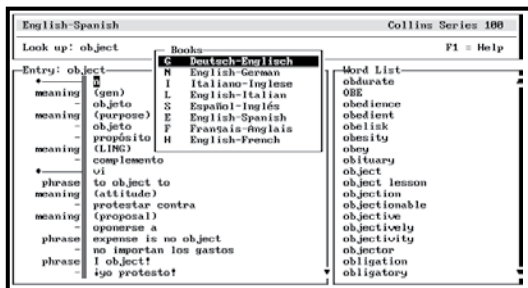 English-Spanish Collins Series 100
Look up: object F1 = Help
Books
G Deutsch-Englisch
N English-German
I Italiano-Inglese
L English-Italian
S Español-Inglés
E English-Spanish
F Français-Anglais
H English-French
Entry: object
n
meaning (gen)
- objeto
meaning (purpose)
- objeto
- propósito
meaning (LING)
- complemento
vi
phrase to object to
meaning (attitude)
- protestar contra
meaning (proposal)
- oponerse a
phrase expense is no object
- no importan los gastos
phrase I object!
- ¡yo protesto!
Word List
obdurate
OBE
obedience
obedient
obelisk
obesity
obey
obituary
object
object lesson
objection
objectionable
objective
objectively
objectivity
objector
obligation
obligatory